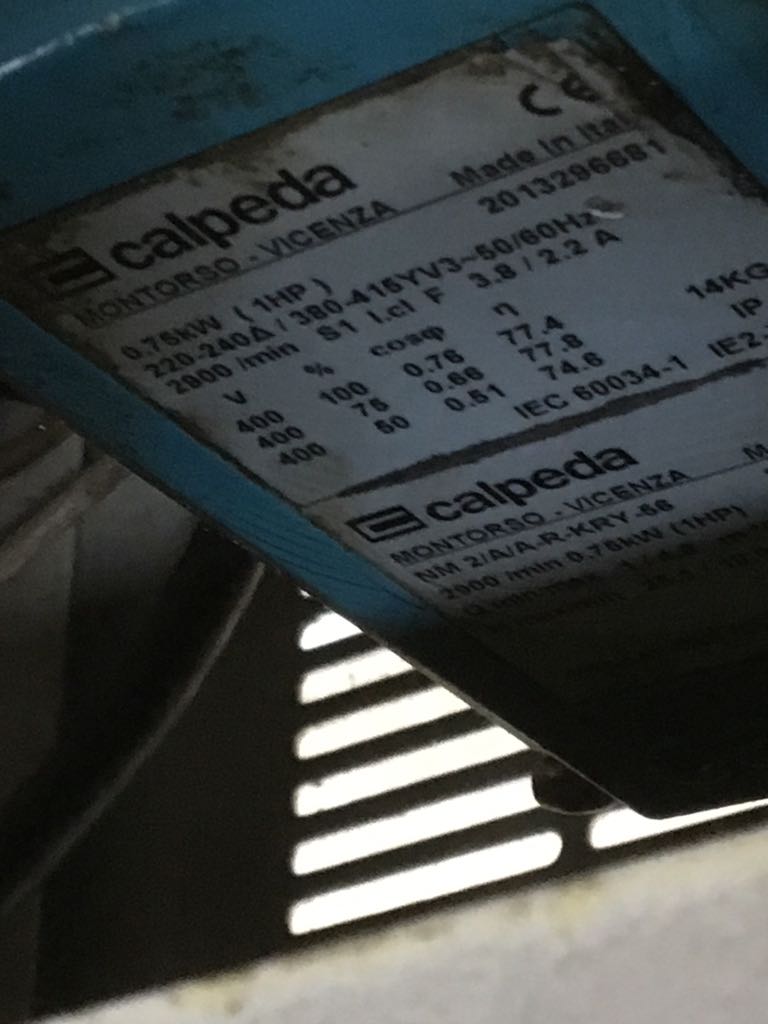 CE
calpeda
Made in Ital
MONTORSO - VICENZA
2013296681
0.75kW (1HP)
220-240Δ / 380-415YV3~50/60Hz
2900 /min S1 I.cl F 3.8 / 2.2 A
14KG
V % cosφ η
IP
400 100 0.76 77.4
400 75 0.66 77.8
400 50 0.51 74.6
IEC 60034-1 IE2
calpeda
M
MONTORSO - VICENZA
NM 2/A/A-R-KRY-66
2900 /min 0.75kW (1HP)